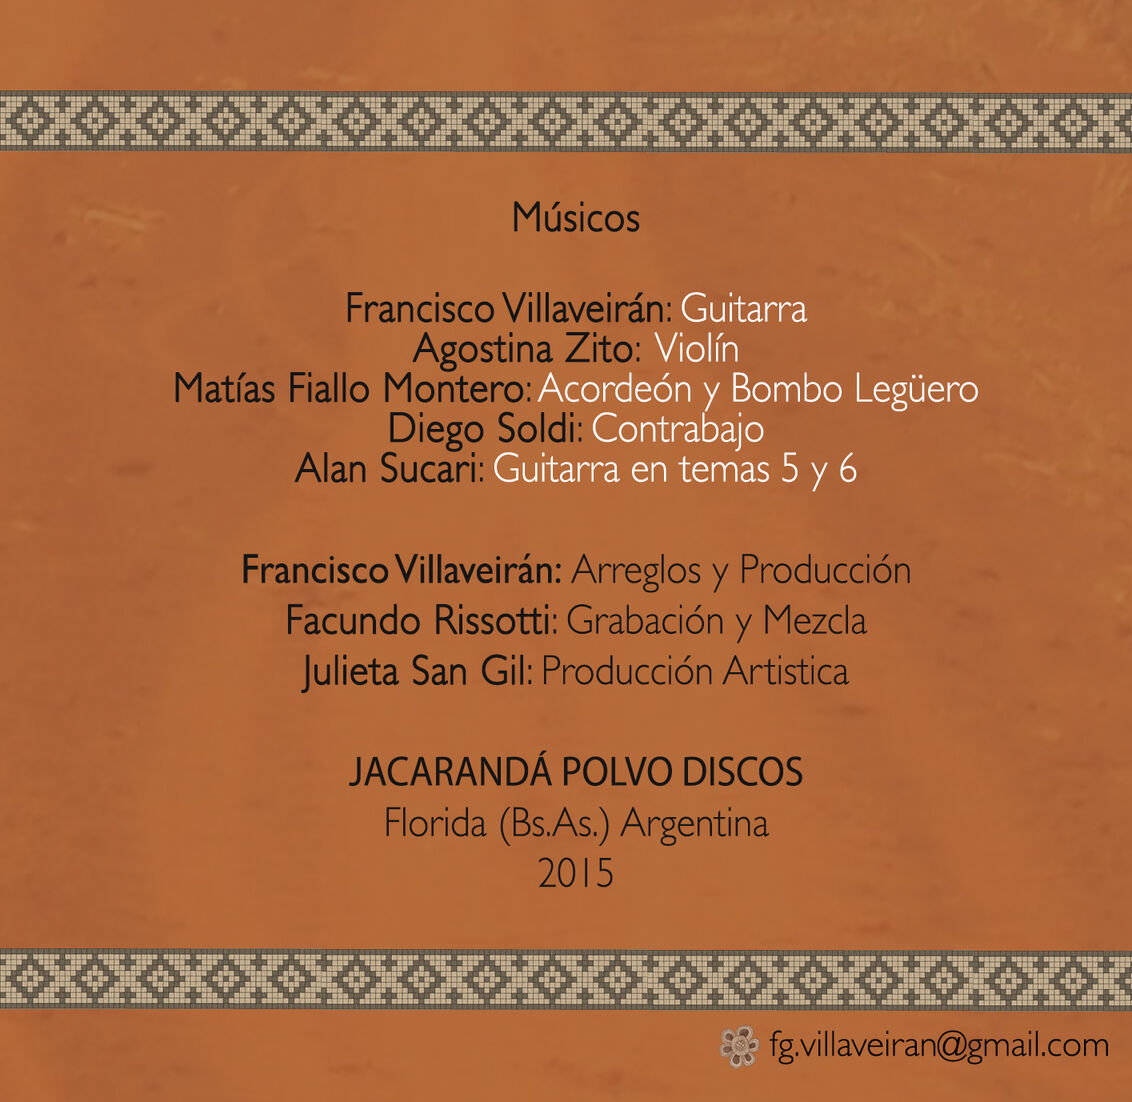 Músicos
Francisco Villaveirán: Guitarra
Agostina Zito: Violín
Matías Fiallo Montero: Acordeón y Bombo Legüero
Diego Soldi: Contrabajo
Alan Sucari: Guitarra en temas 5 y 6
Francisco Villaveirán: Arreglos y Producción
Facundo Rissotti: Grabación y Mezcla
Julieta San Gil: Producción Artistica
JACARANDÁ POLVO DISCOS
Florida (Bs.As.) Argentina
2015
fg.villaveiran@gmail.com